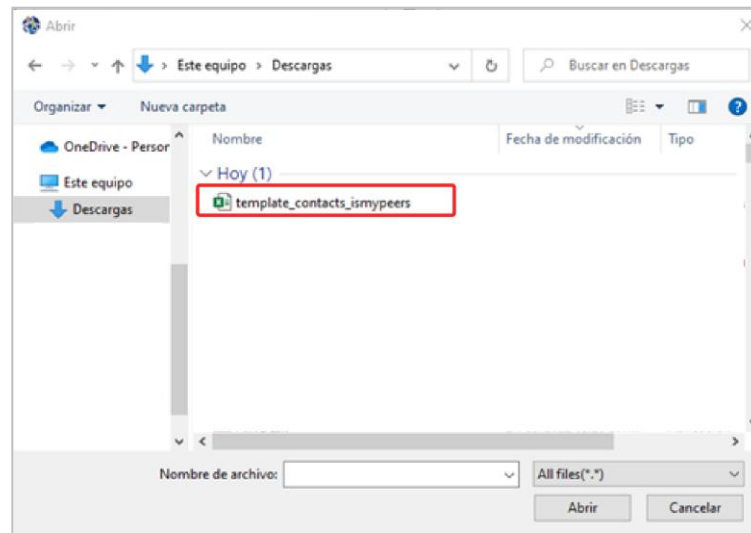 Abrir
Este equipo > Descargas
Buscar en Descargas
Organizar
Nueva carpeta
Nombre
Fecha de modificación
Tipo
OneDrive - Person
Este equipo
Descargas
Hoy (1)
template_contacts_ismypeers
Nombre de archivo:
All files(*.*)
Abrir
Cancelar